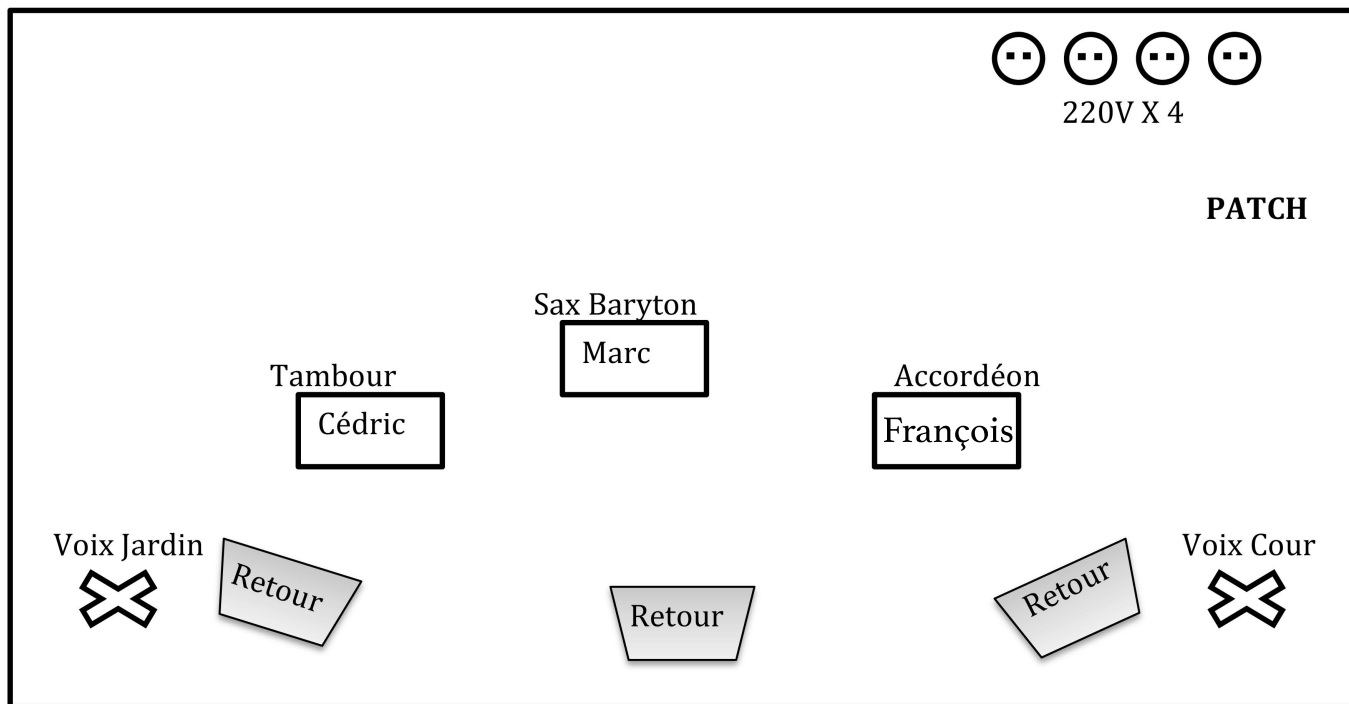 220V X 4
PATCH
Sax Baryton
Marc
Tambour
Cédric
Accordéon
François
Voix Jardin
Retour
Retour
Retour
Voix Cour